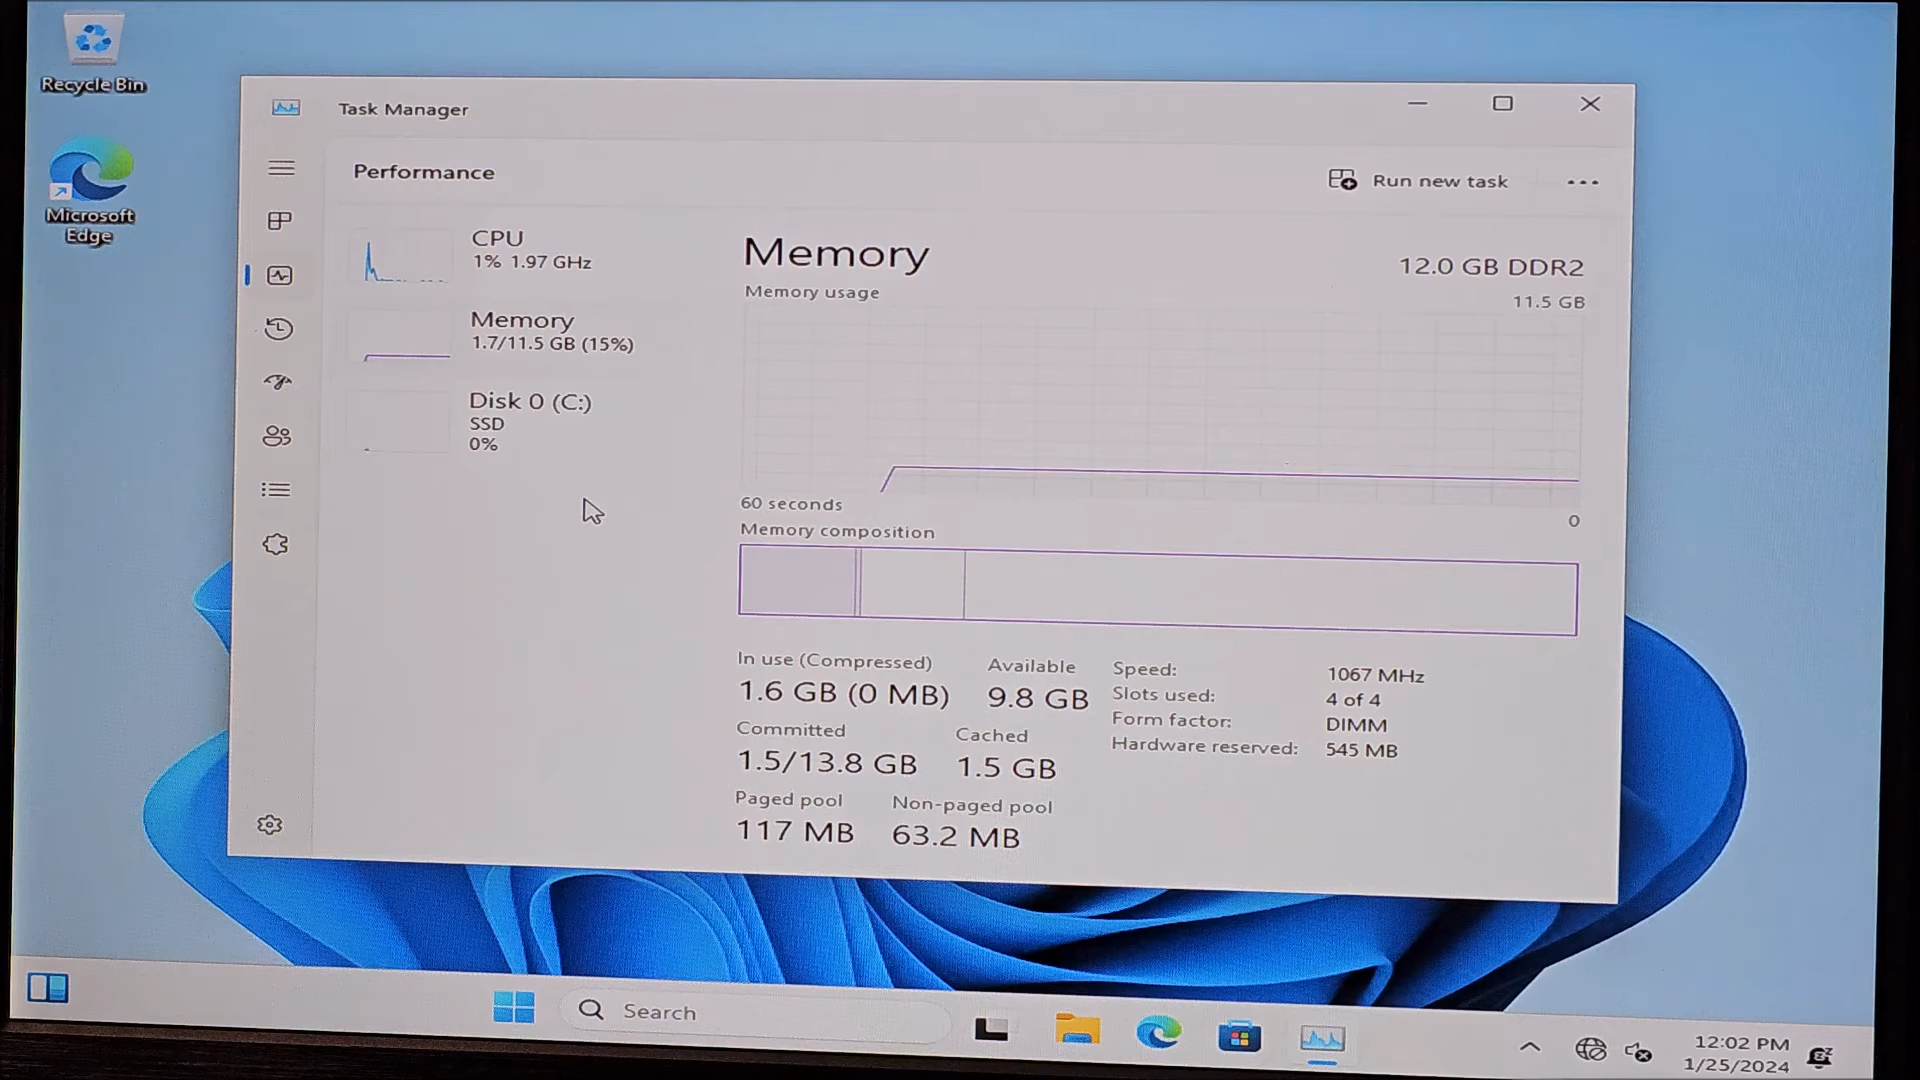 Recycle Bin
Microsoft
Edge
Task Manager
Performance
Run new task
CPU
1% 1.97 GHz
Memory
1.7/11.5 GB (15%)
Disk 0 (C:)
SSD
0%
Memory
12.0 GB DDR2
Memory usage
11.5 GB
60 seconds
0
Memory composition
In use (Compressed)
1.6 GB (0 MB)
Available
9.8 GB
Committed
1.5/13.8 GB
Cached
1.5 GB
Paged pool
117 MB
Non-paged pool
63.2 MB
Speed: 1067 MHz
Slots used: 4 of 4
Form factor: DIMM
Hardware reserved: 545 MB
Search
12:02 PM
1/25/2024